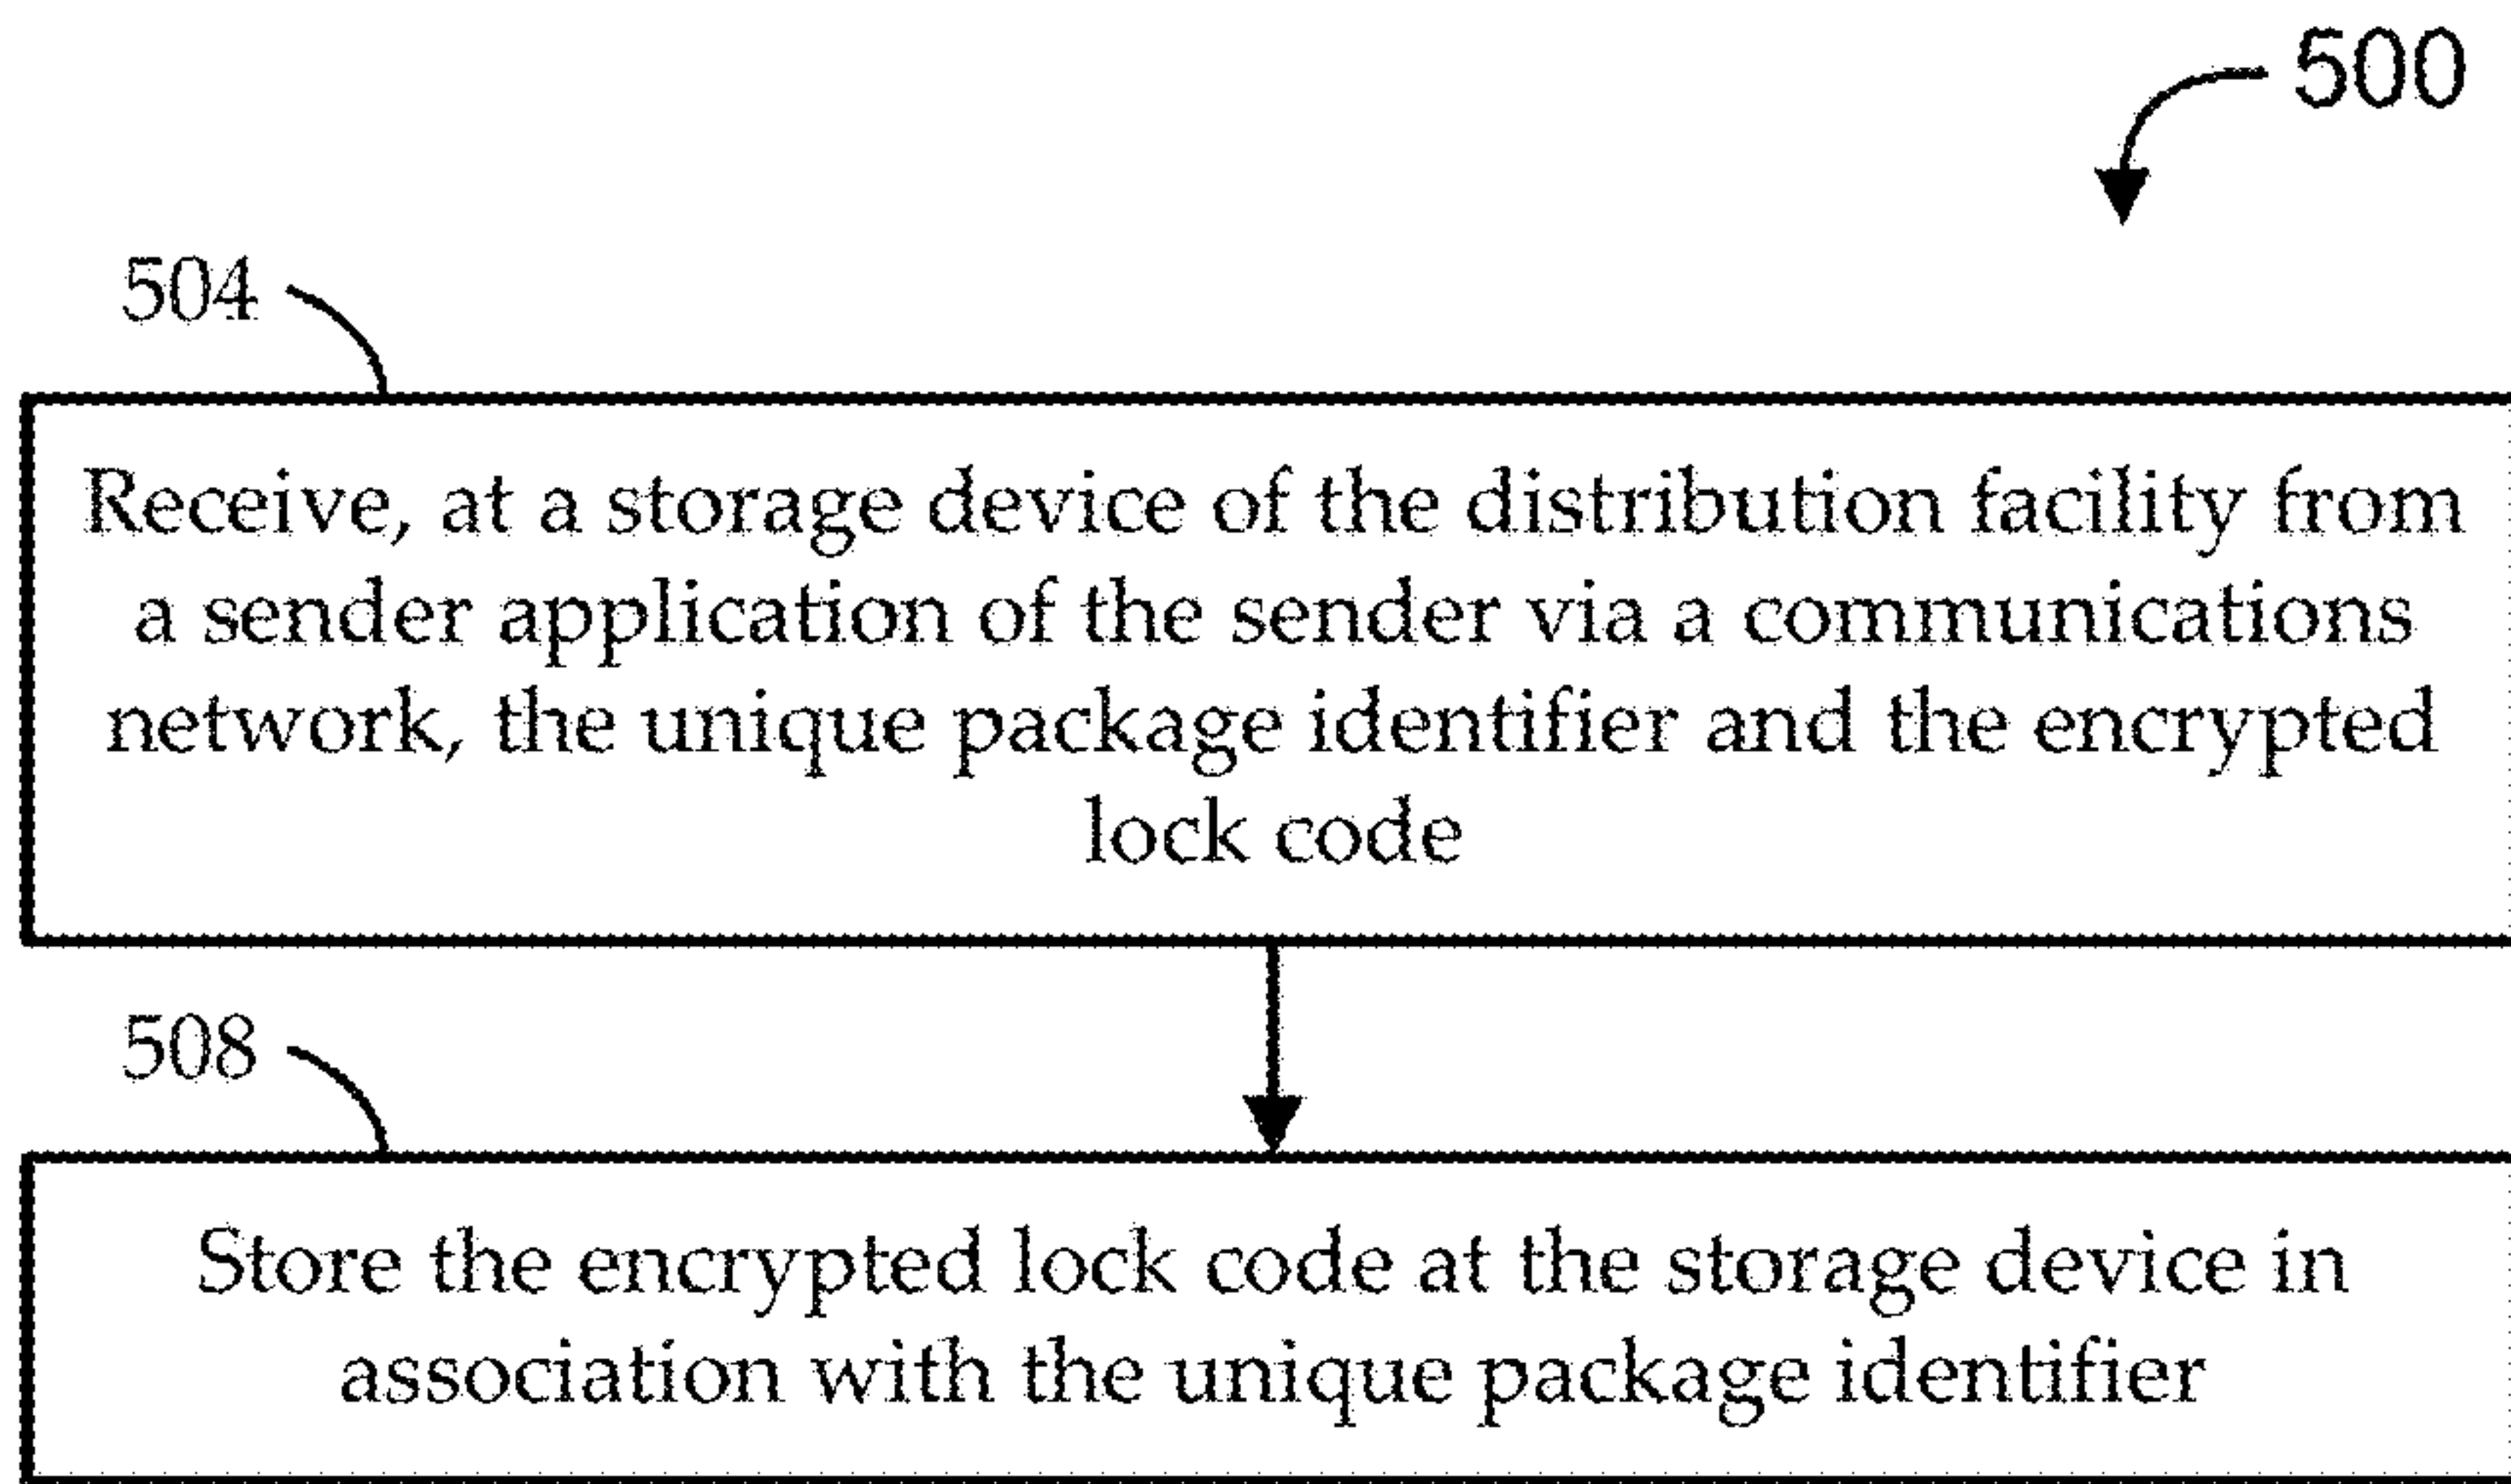 500
504
Receive, at a storage device of the distribution facility from
a sender application of the sender via a communications
network, the unique package identifier and the encrypted
lock code
508
Store the encrypted lock code at the storage device in
association with the unique package identifier